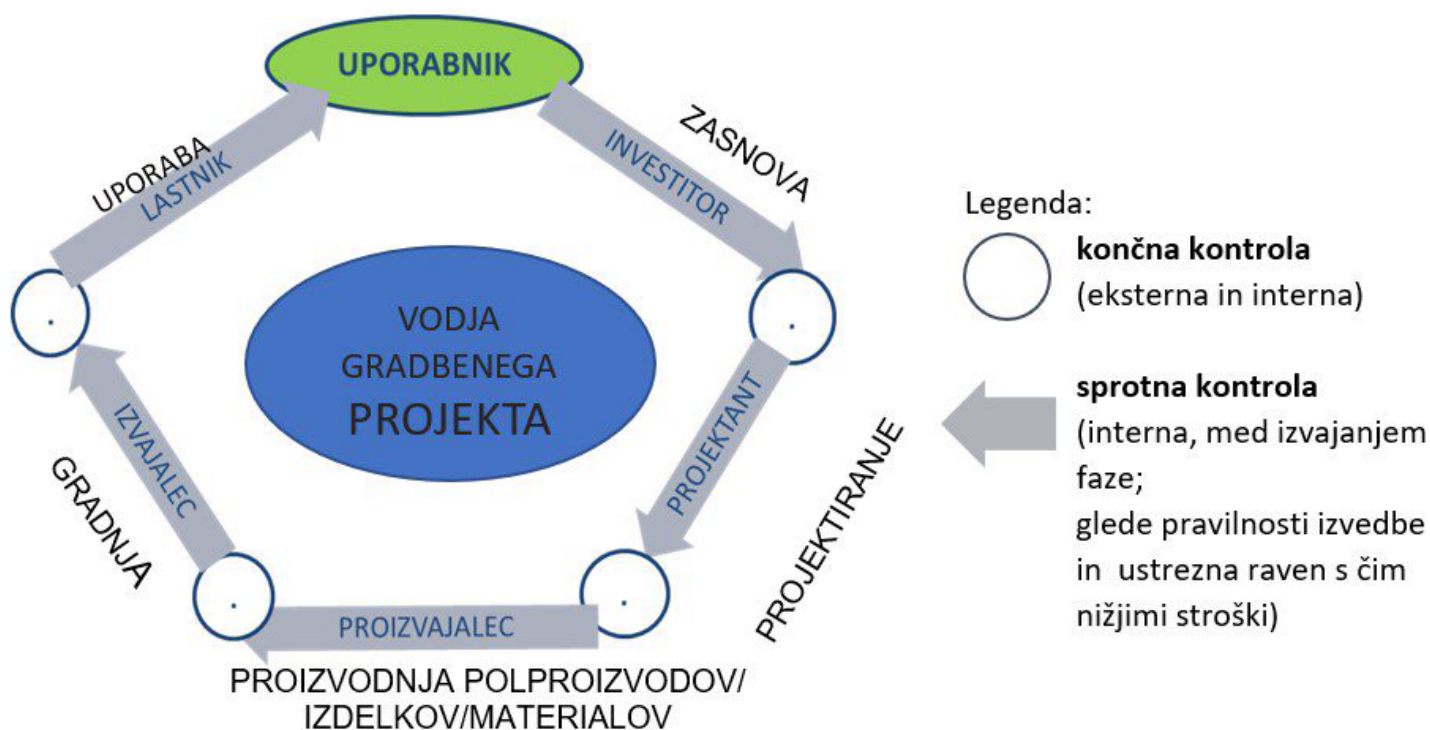 UPORABNIK
INVESTITOR
ZASNOVA
UPORABA
LASTNIK
VODJA
GRADBENEGA
PROJEKTA
PROJEKTANT
PROJEKTIRANJE
IZVAJALEC
GRADNJA
PROIZVAJALEC
PROIZVODNJA POLPROIZVODOV/
IZDELKOV/MATERIALOV
Legenda:
končna kontrola
(eksterna in interna)
sprotna kontrola
(interna, med izvajanjem
faze;
glede pravilnosti izvedbe
in ustrezna raven s čim
nižjimi stroški)